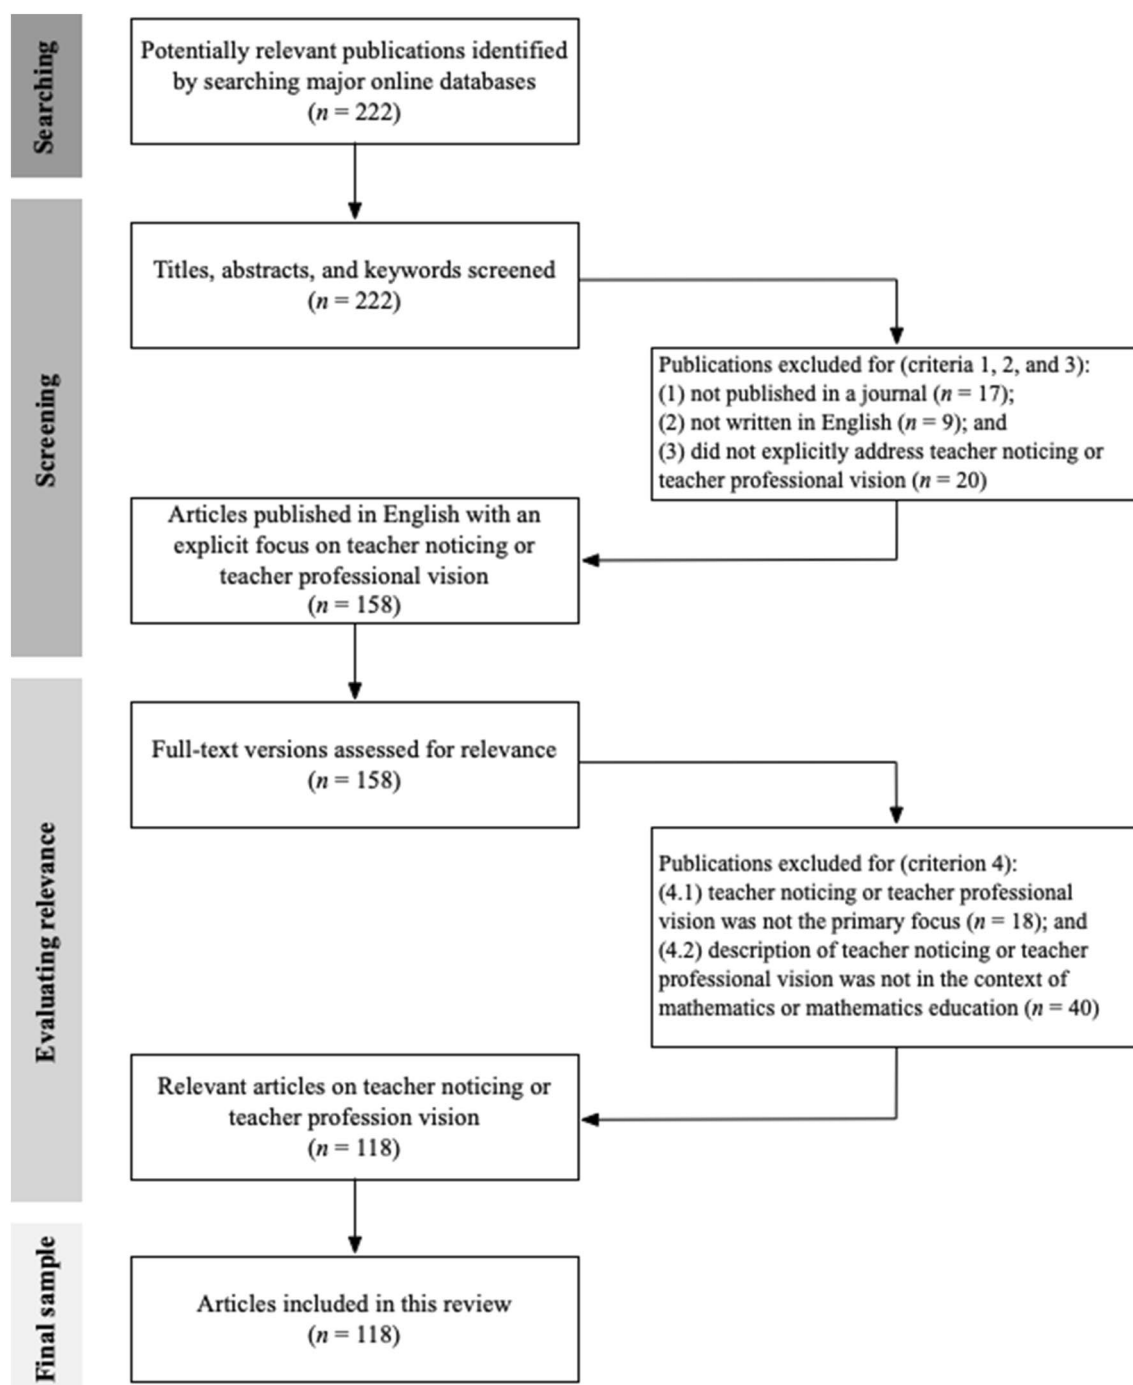 Searching
Potentially relevant publications identified
by searching major online databases
(n = 222)
Screening
Titles, abstracts, and keywords screened
(n = 222)
Publications excluded for (criteria 1, 2, and 3):
(1) not published in a journal (n = 17);
(2) not written in English (n = 9); and
(3) did not explicitly address teacher noticing or
teacher professional vision (n = 20)
Articles published in English with an
explicit focus on teacher noticing or
teacher professional vision
(n = 158)
Evaluating relevance
Full-text versions assessed for relevance
(n = 158)
Publications excluded for (criterion 4):
(4.1) teacher noticing or teacher professional
vision was not the primary focus (n = 18); and
(4.2) description of teacher noticing or teacher
professional vision was not in the context of
mathematics or mathematics education (n = 40)
Relevant articles on teacher noticing or
teacher profession vision
(n = 118)
Final sample
Articles included in this review
(n = 118)